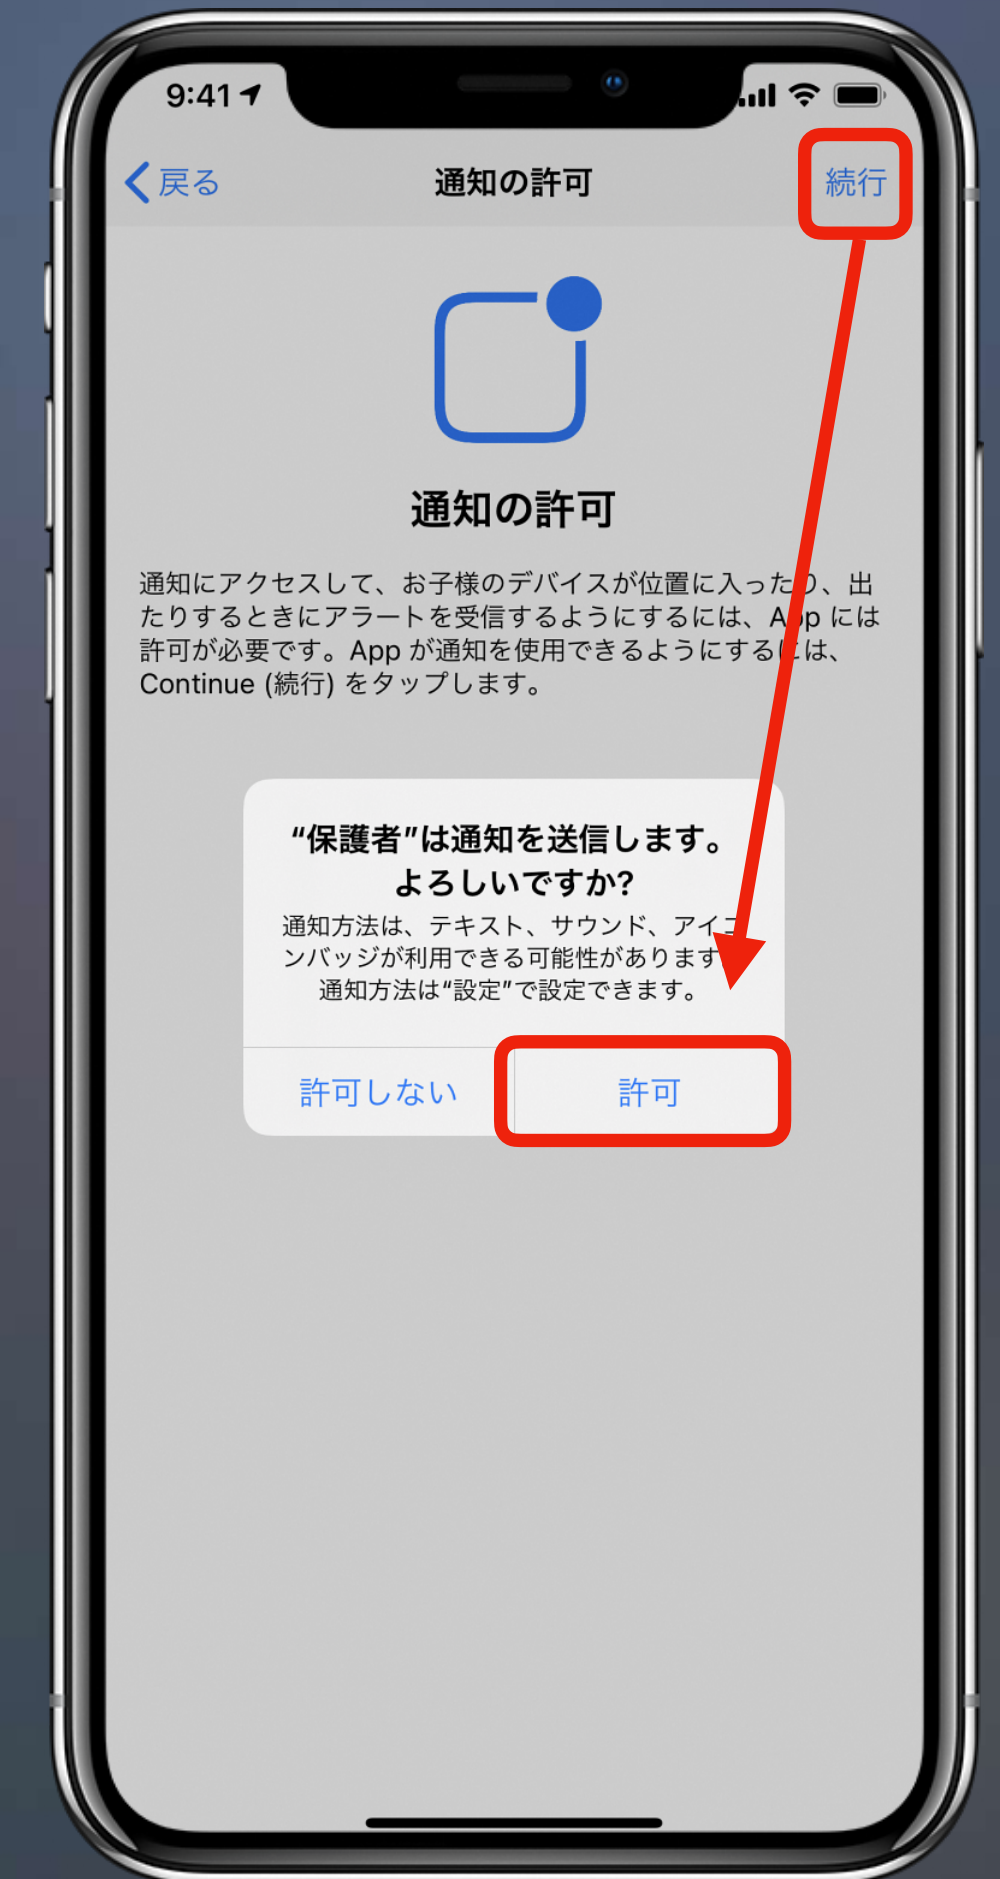 9:41
戻る
通知の許可
続行
通知の許可
通知にアクセスして、お子様のデバイスが位置に入ったり、出
たりするときにアラートを受信するようにするには、App には
許可が必要です。App が通知を使用できるようにするには、
Continue (続行) をタップします。
“保護者”は通知を送信します。
よろしいですか?
通知方法は、テキスト、サウンド、アイコ
ンバッジが利用できる可能性があります。
通知方法は“設定”で設定できます。
許可しない
許可